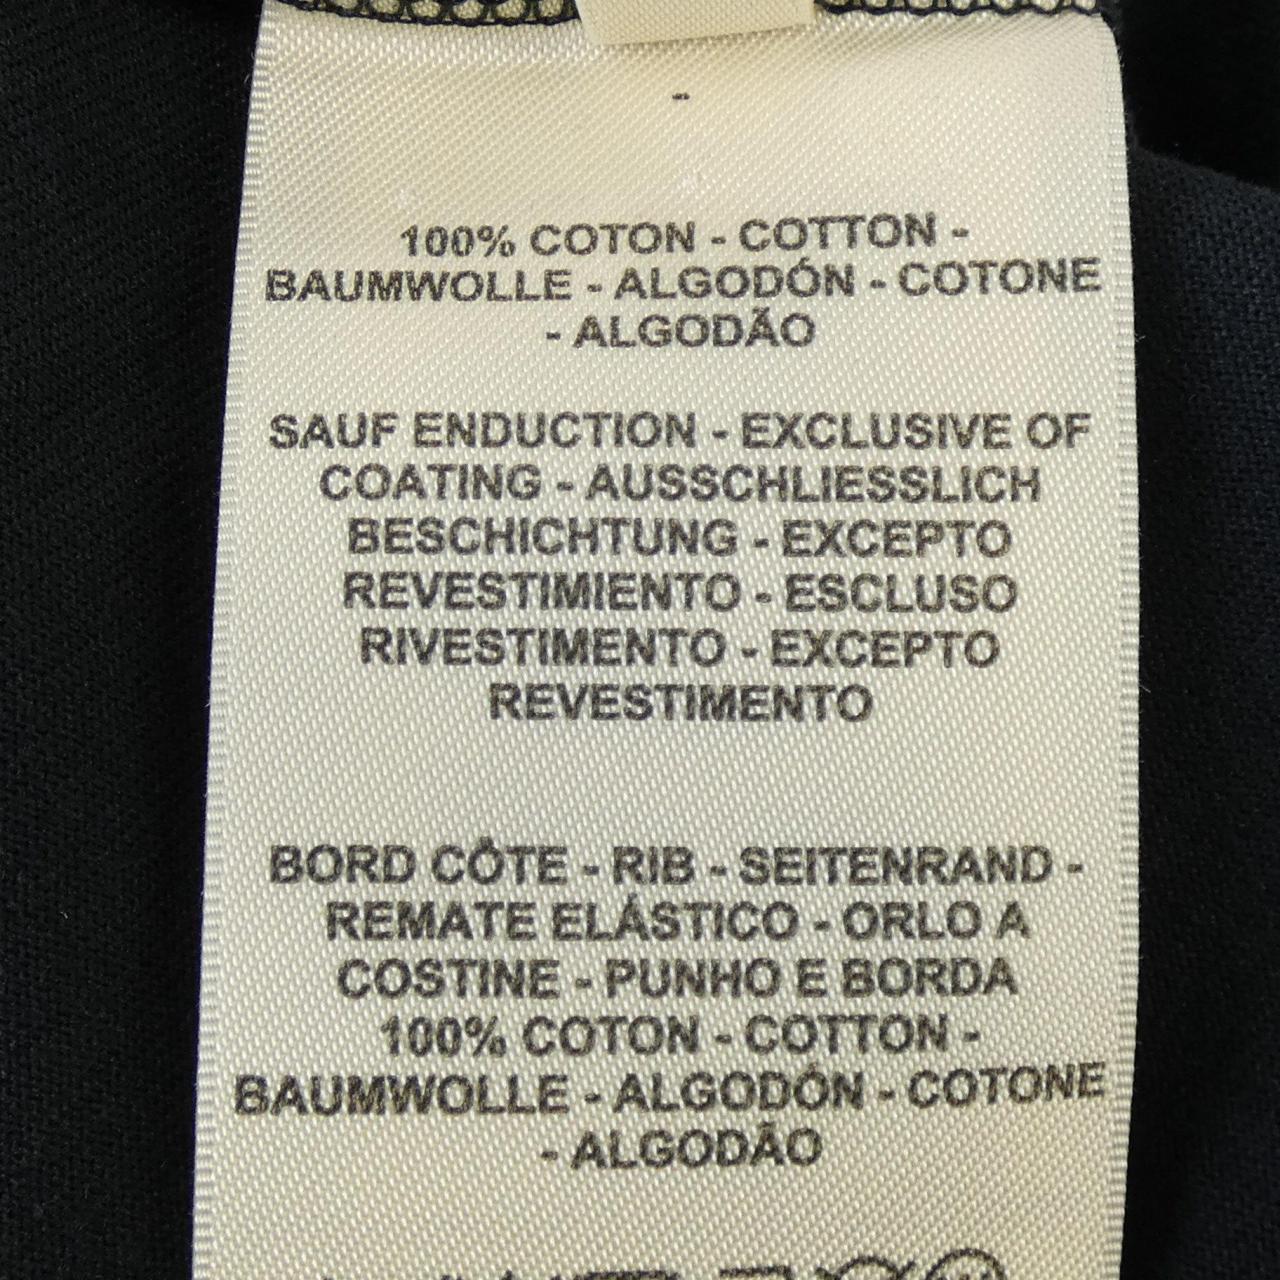 -
100% COTON - COTTON -
BAUMWOLLE - ALGODÓN - COTONE
- ALGODÃO
SAUF ENDUCTION - EXCLUSIVE OF
COATING - AUSSCHLIESSLICH
BESCHICHTUNG - EXCEPTO
REVESTIMIENTO - ESCLUSO
RIVESTIMENTO - EXCEPTO
REVESTIMENTO
BORD CÔTE - RIB - SEITENRAND -
REMATE ELÁSTICO - ORLO A
COSTINE - PUNHO E BORDA
100% COTON - COTTON -
BAUMWOLLE - ALGODÓN - COTONE
- ALGODÃO